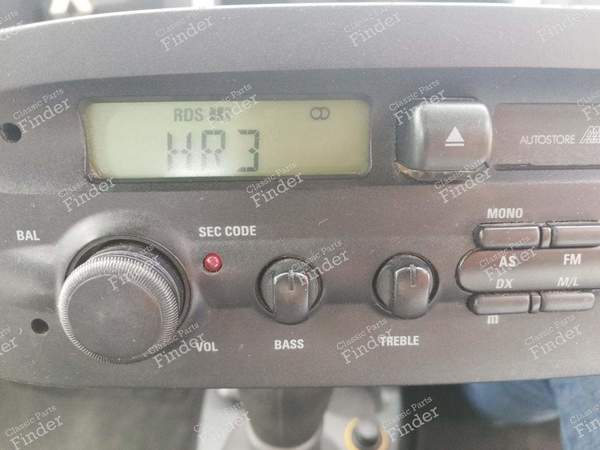 RDS
HR3
AUTOSTORE
BAL
SEC CODE
MONO
AS
FM
DX
M/L
m
VOL
BASS
TREBLE
Classic Parts
Finder